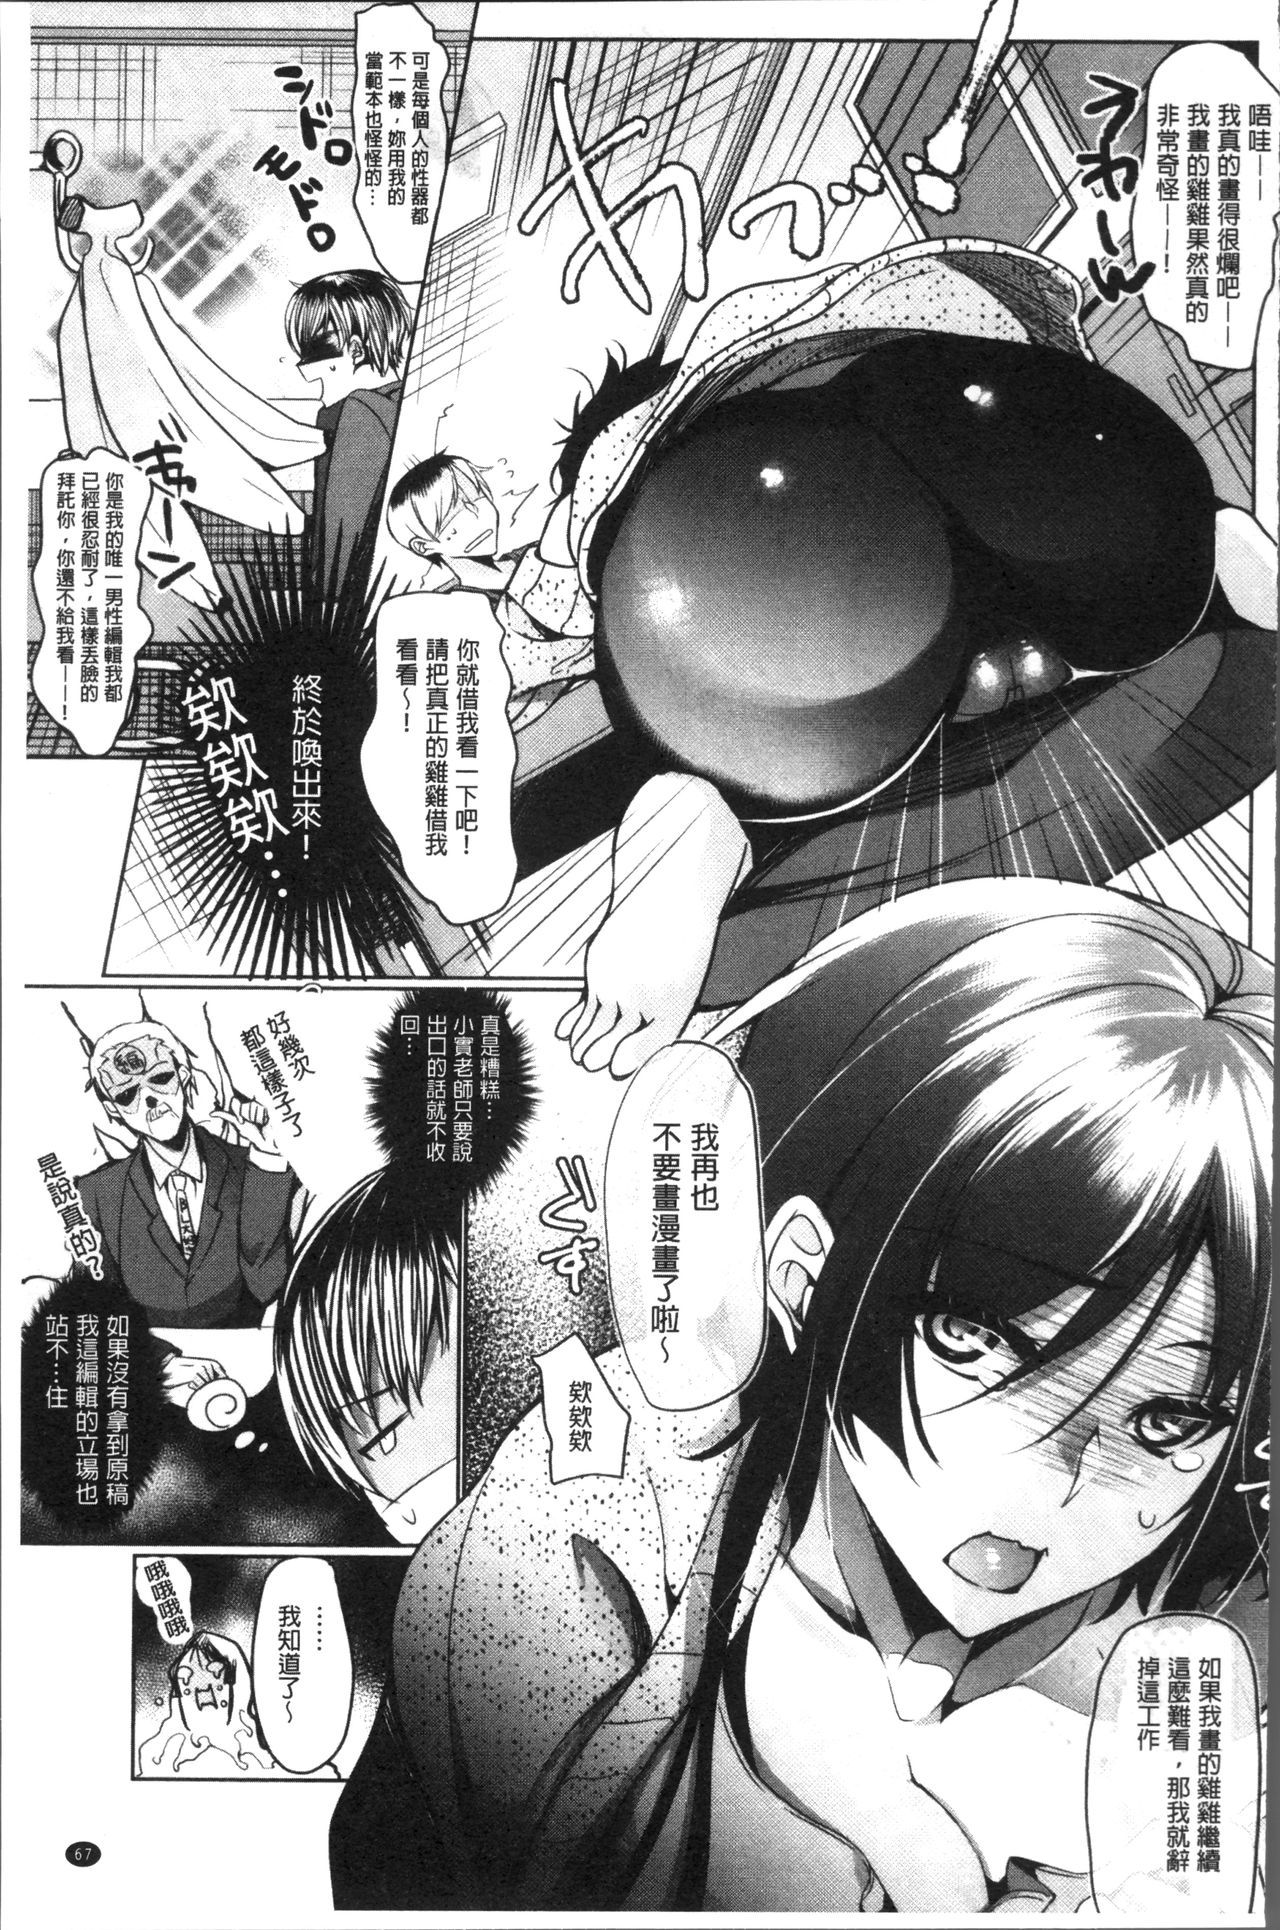 唔哇──
我真的畫得很爛吧──
我畫的雞雞果然真的
非常奇怪──！
うわーん
ガバッ
可是每個人的性器都
不一樣，妳用我的
當範本也怪怪的…
シドロ
モドロ
你就借我看一下吧！
請把真正的雞雞借我
看看～！
你是我的唯一男性編輯我都
已經很忍耐了，這樣丟臉的
拜託你，你還不給我看──！
終於喚出來！
欸欸欸…
如果我畫的雞雞繼續
這麼難看，那我就辭
掉這工作
我再也
不要畫漫畫了啦～
ぐす
欸欸欸
真是糟糕…
小實老師只要說
出口的話就不收
回…
好幾次
都這樣子了
是說真的？
如果沒有拿到原稿
我這編輯的立場也
站不…住
……
我知道了～
哦哦哦哦
67